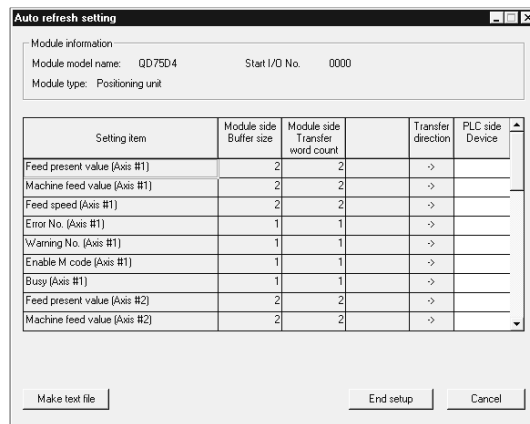 Auto refresh setting
Module information
Module model name: QD75D4 Start I/O No. 0000
Module type: Positioning unit
Setting item Module side Buffer size Module side Transfer word count Transfer direction PLC side Device
Feed present value (Axis #1) 2 2 ->
Machine feed value (Axis #1) 2 2 ->
Feed speed (Axis #1) 2 2 ->
Error No. (Axis #1) 1 1 ->
Warning No. (Axis #1) 1 1 ->
Enable M code (Axis #1) 1 1 ->
Busy (Axis #1) 1 1 ->
Feed present value (Axis #2) 2 2 ->
Machine feed value (Axis #2) 2 2 ->
Make text file End setup Cancel